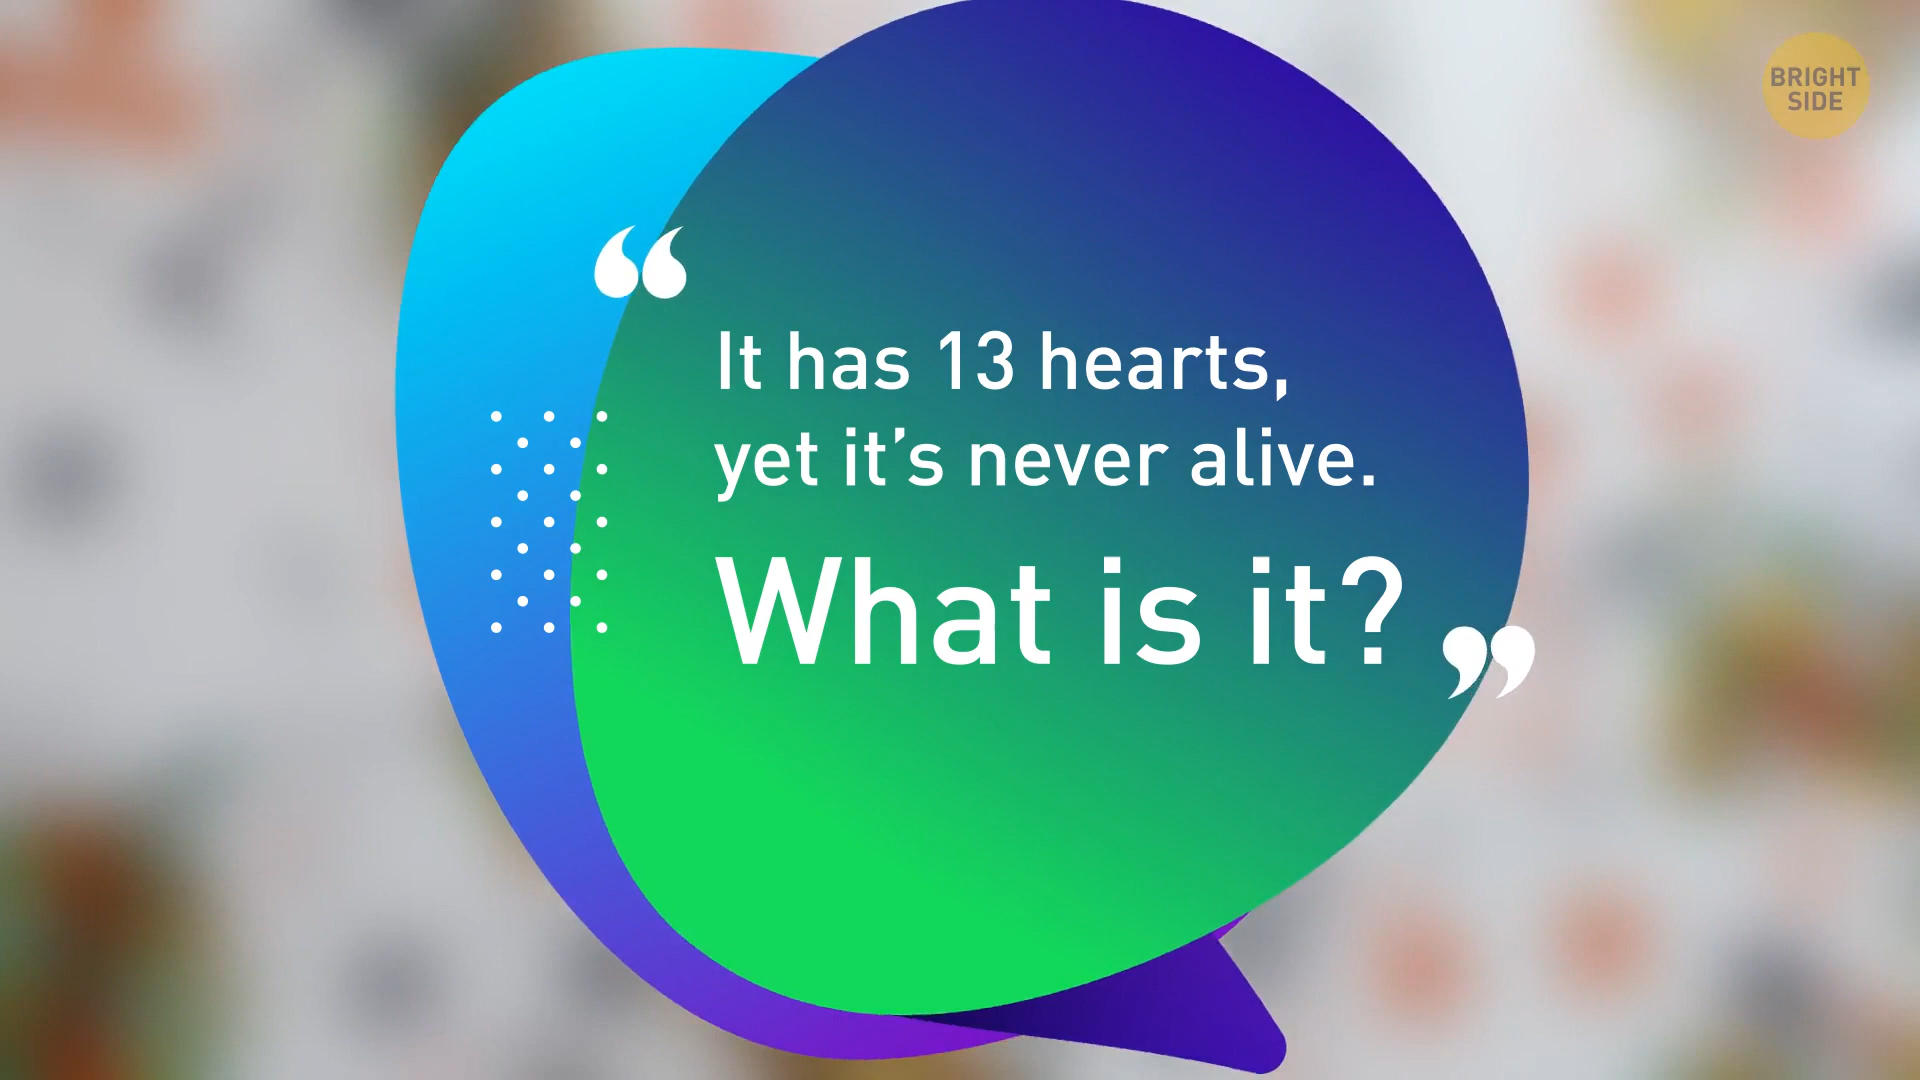 BRIGHT
SIDE
“
It has 13 hearts,
yet it’s never alive.
What is it?
”